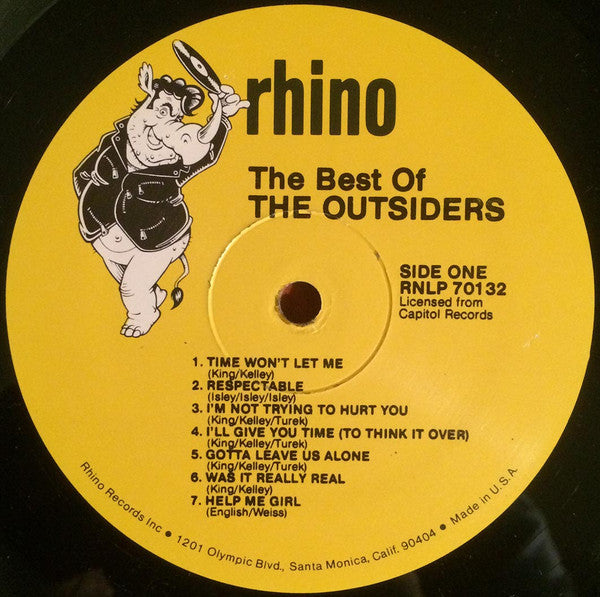 rhino
The Best Of
THE OUTSIDERS
SIDE ONE
RNLP 70132
Licensed from
Capitol Records
1. TIME WON'T LET ME
(King/Kelley)
2. RESPECTABLE
(Isley/Isley/Isley)
3. I'M NOT TRYING TO HURT YOU
(King/Kelley/Turek)
4. I'LL GIVE YOU TIME (TO THINK IT OVER)
(King/Kelley/Turek)
5. GOTTA LEAVE US ALONE
(King/Kelley/Turek)
6. WAS IT REALLY REAL
(King/Kelley)
7. HELP ME GIRL
(English/Weiss)
Rhino Records Inc • 1201 Olympic Blvd., Santa Monica, Calif. 90404 • Made in U.S.A.